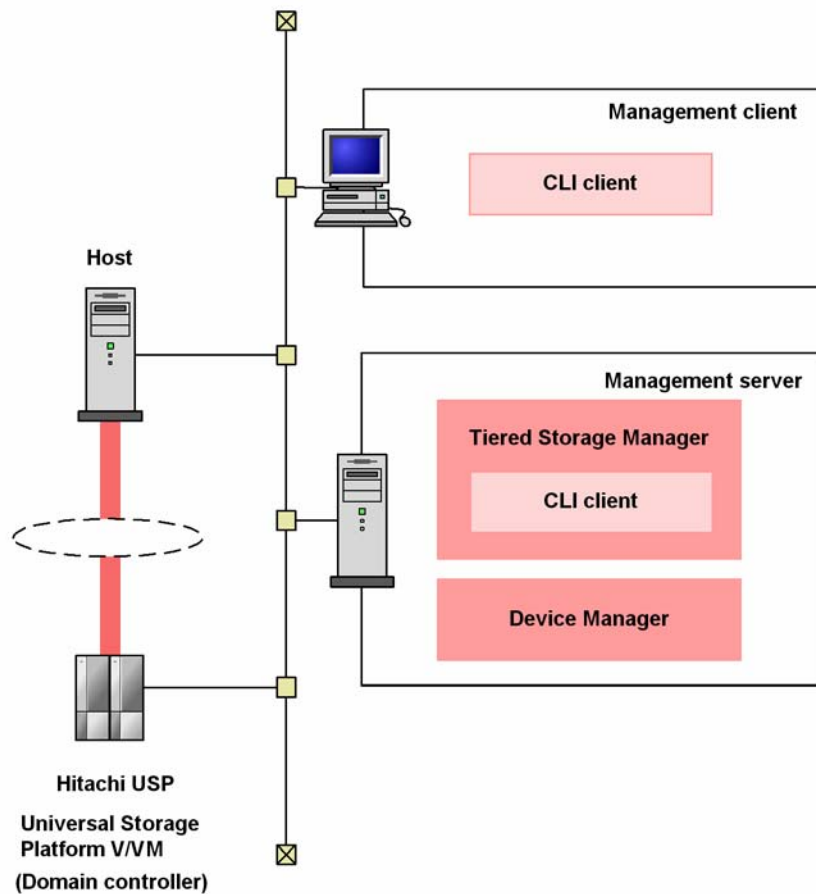 Management client
CLI client
Host
Management server
Tiered Storage Manager
CLI client
Device Manager
Hitachi USP
Universal Storage
Platform V/VM
(Domain controller)